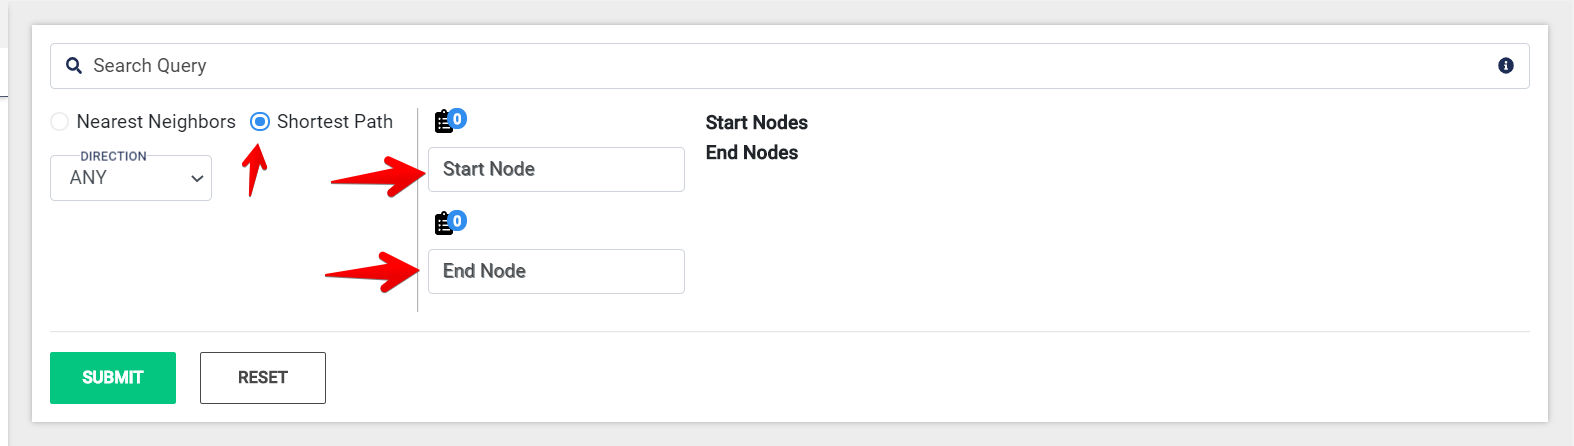 Search Query
Nearest Neighbors Shortest Path
DIRECTION
ANY
0
Start Node
0
End Node
Start Nodes
End Nodes
SUBMIT RESET